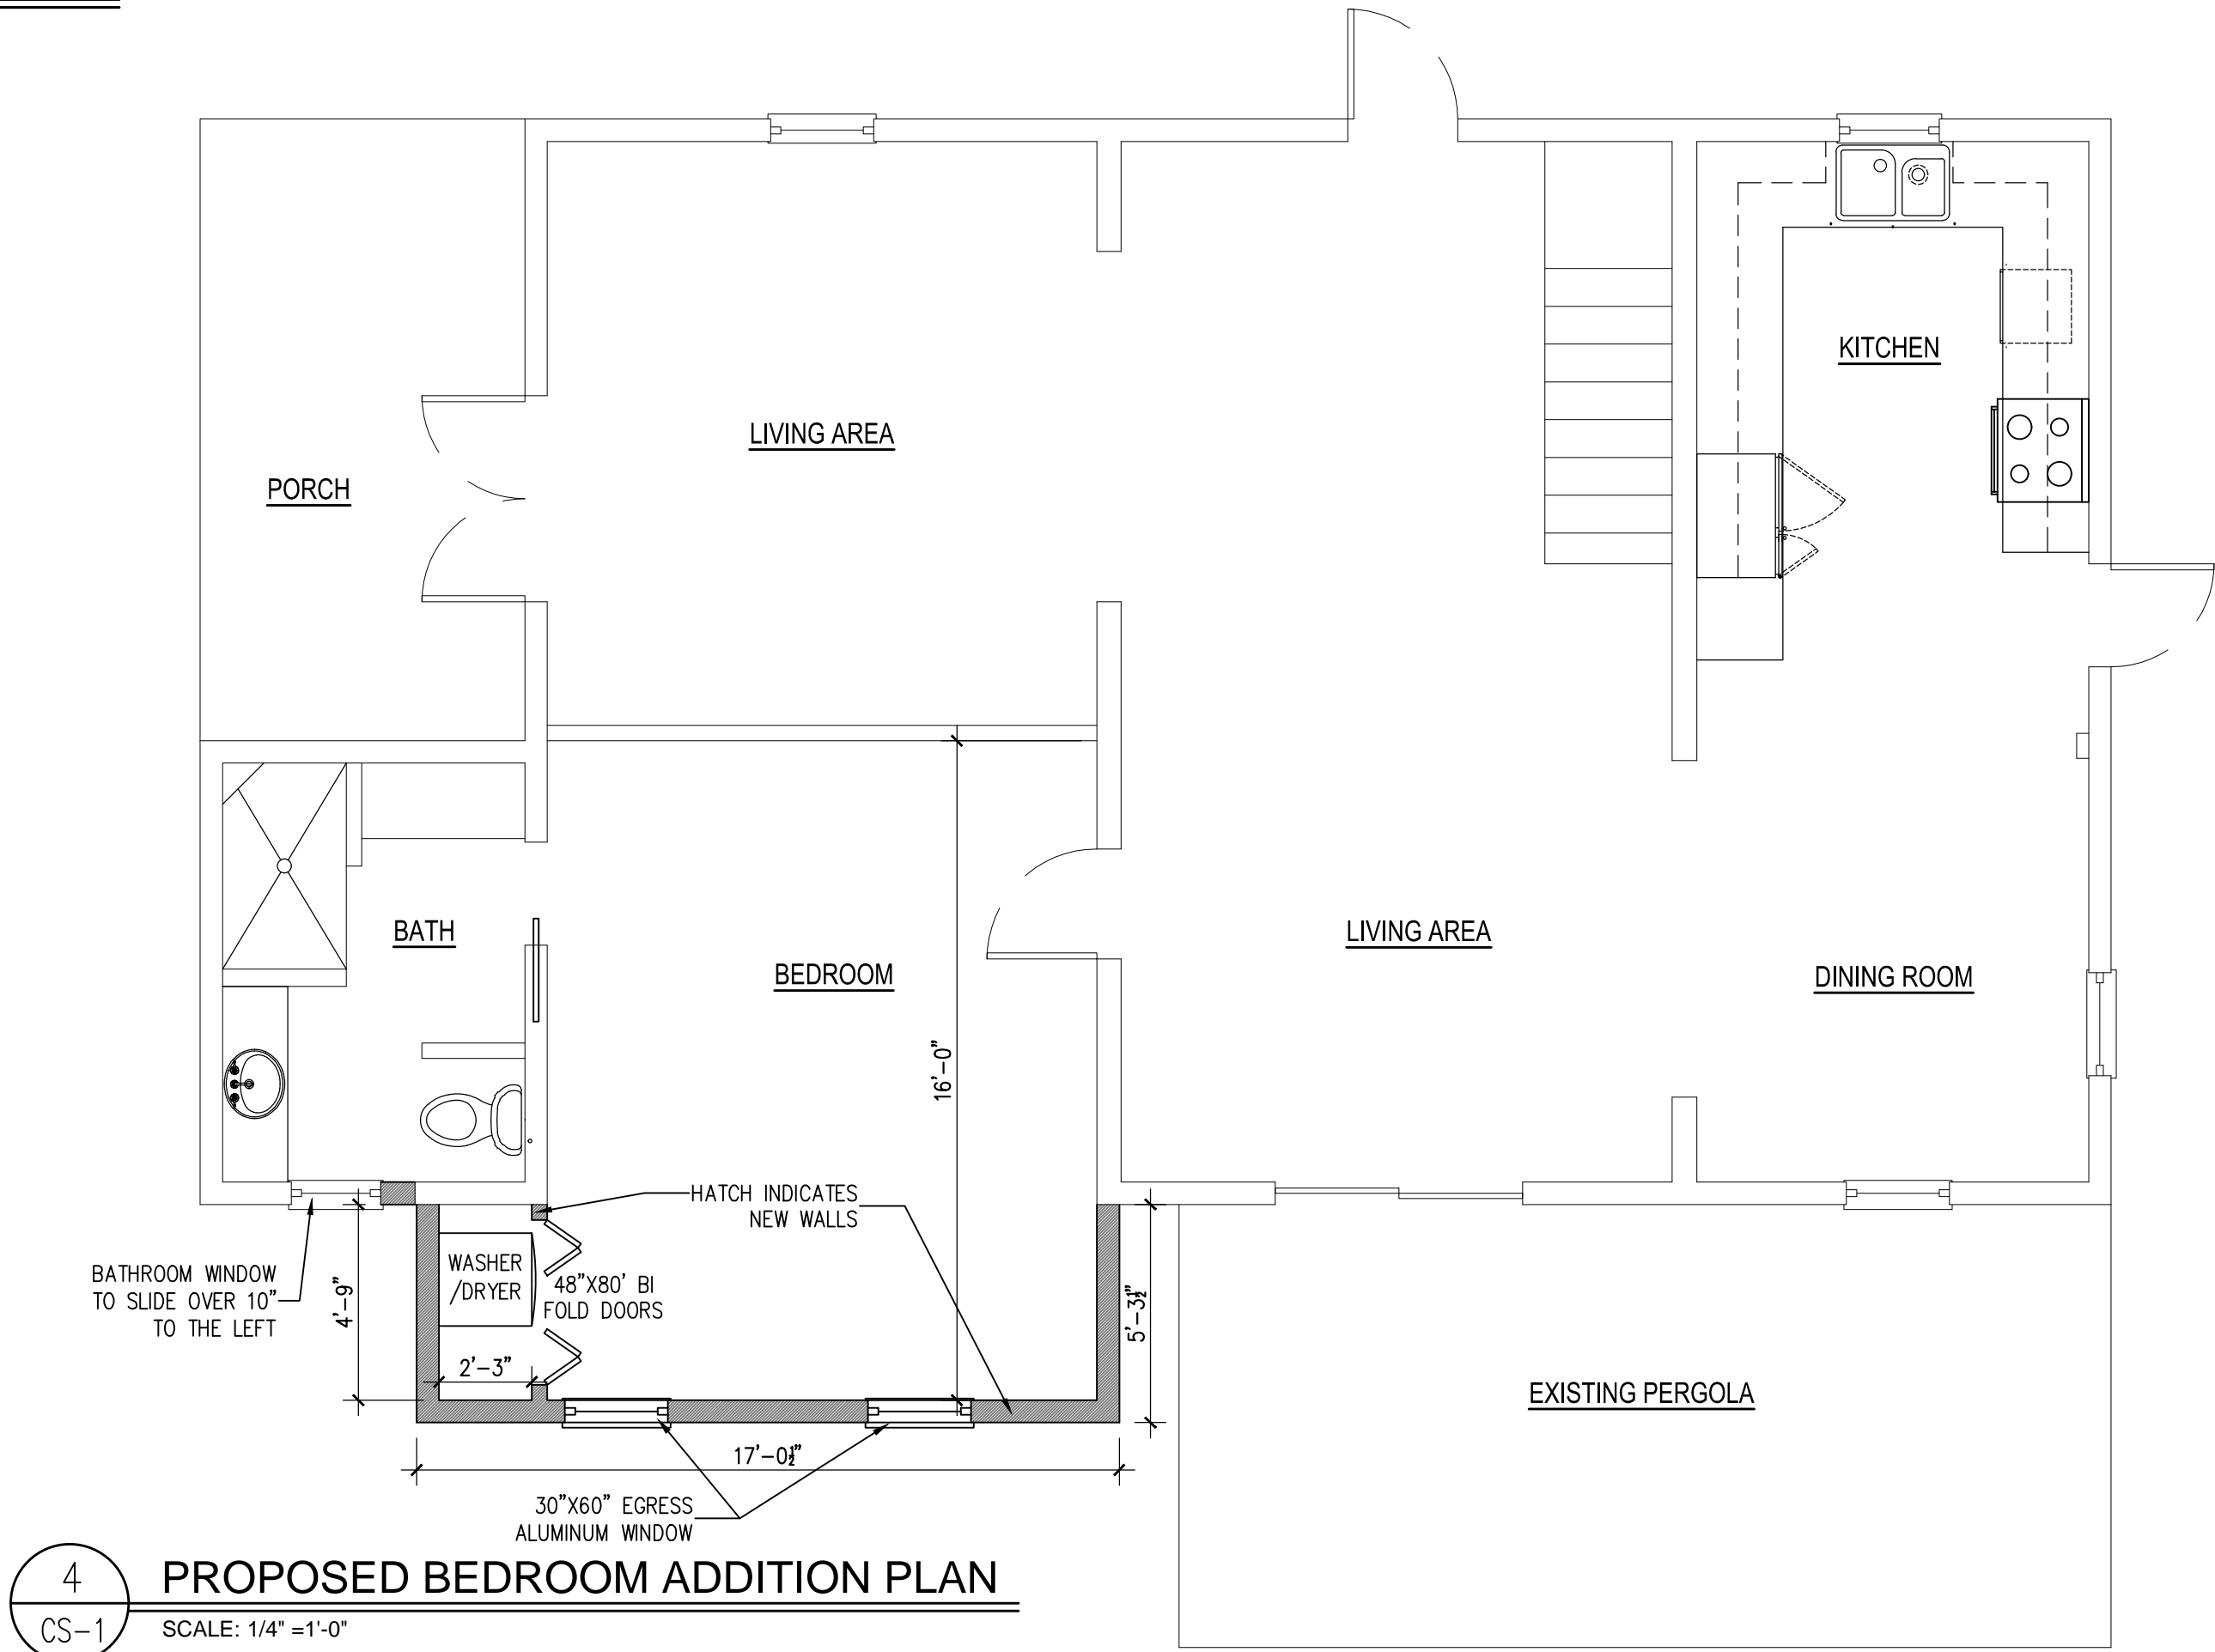 KITCHEN
LIVING AREA
PORCH
BATH
BEDROOM
LIVING AREA
DINING ROOM
16'-0"
HATCH INDICATES
NEW WALLS
WASHER
/DRYER
48"X80' BI
FOLD DOORS
BATHROOM WINDOW
TO SLIDE OVER 10"
TO THE LEFT
4'-9"
5'-3½"
2'-3"
EXISTING PERGOLA
17'-0½"
30"X60" EGRESS
ALUMINUM WINDOW
4
CS-1
PROPOSED BEDROOM ADDITION PLAN
SCALE: 1/4" =1'-0"